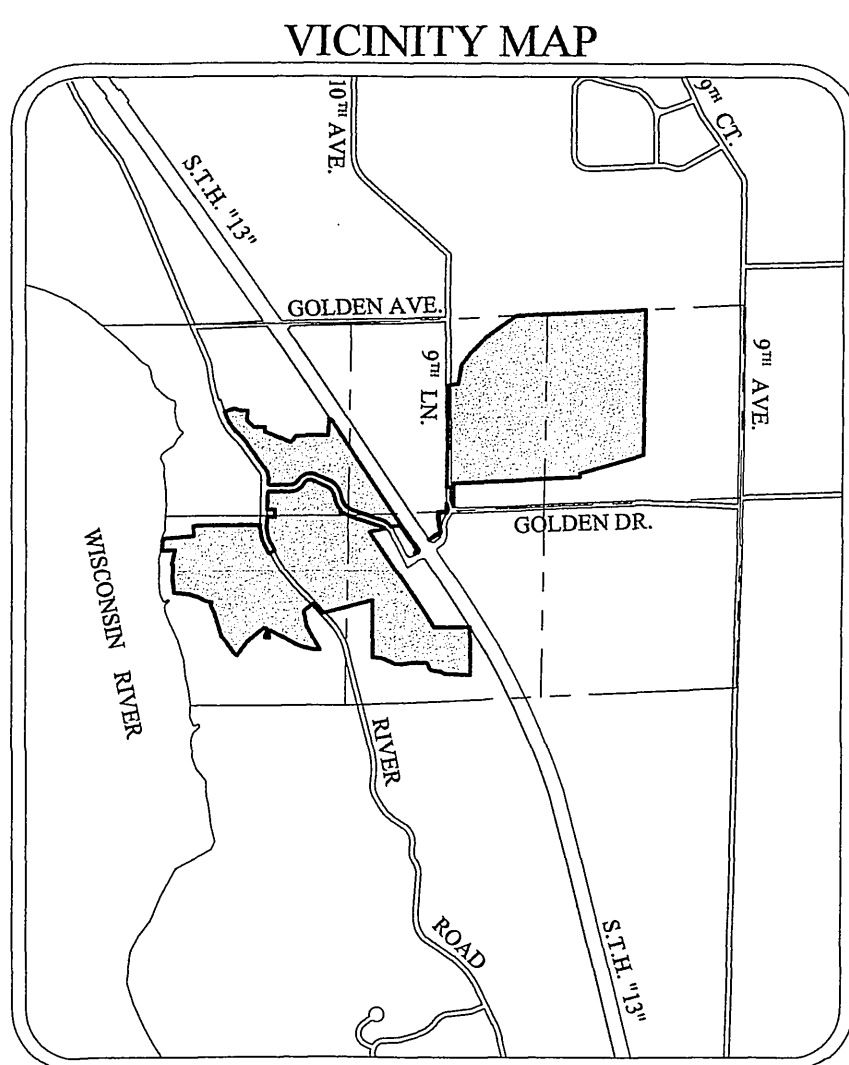 VICINITY MAP
10TH AVE.
9TH CT.
S.T.H. "13"
GOLDEN AVE.
9TH LN.
9TH AVE.
GOLDEN DR.
WISCONSIN RIVER
RIVER
ROAD
S.T.H. "13"